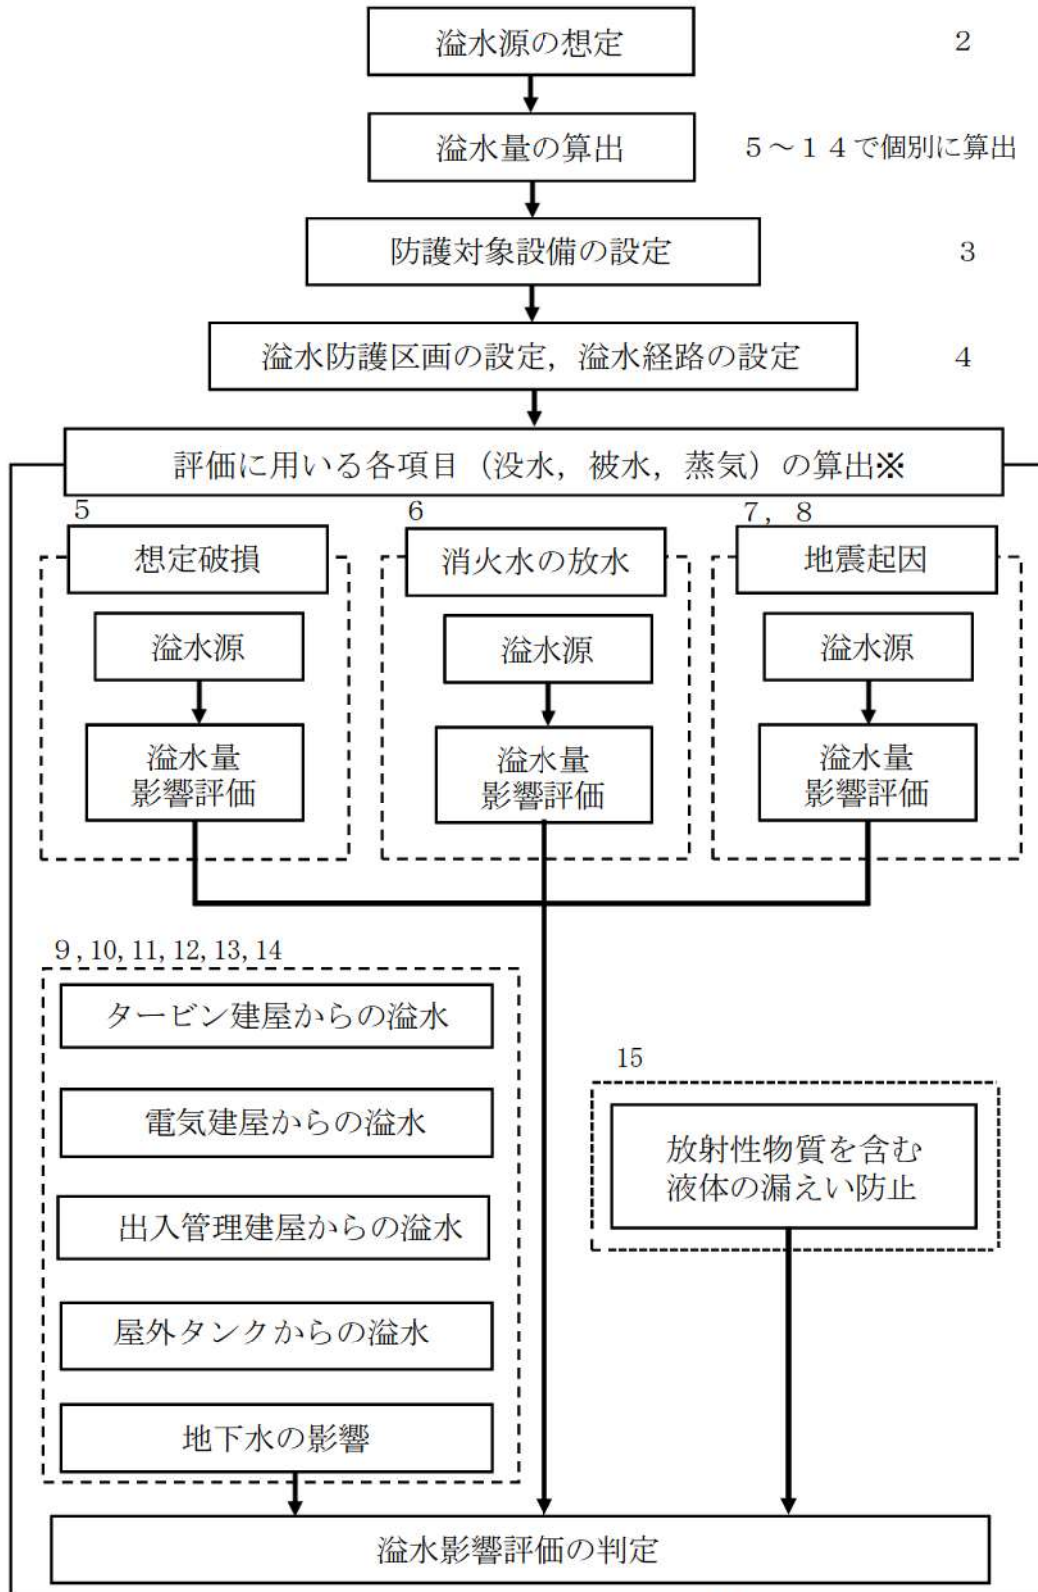 溢水源の想定
２
溢水量の算出
５～１４で個別に算出
防護対象設備の設定
３
溢水防護区画の設定，溢水経路の設定
４
評価に用いる各項目（没水，被水，蒸気）の算出※
５
想定破損
溢水源
溢水量
影響評価
６
消火水の放水
溢水源
溢水量
影響評価
７，８
地震起因
溢水源
溢水量
影響評価
９,10,11,12,13,14
タービン建屋からの溢水
電気建屋からの溢水
出入管理建屋からの溢水
屋外タンクからの溢水
地下水の影響
15
放射性物質を含む
液体の漏えい防止
溢水影響評価の判定